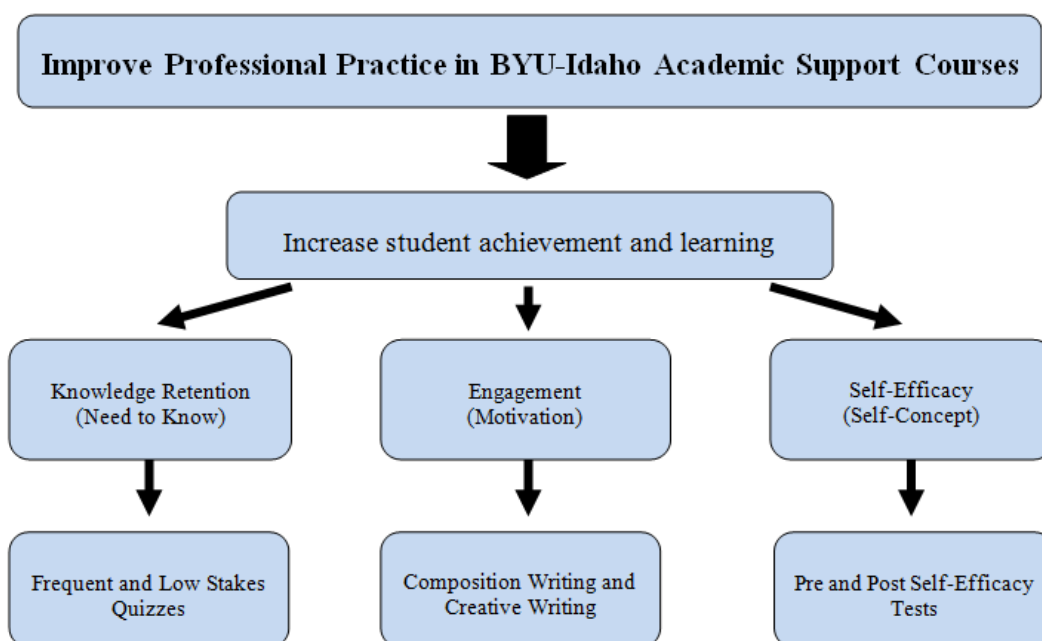 Improve Professional Practice in BYU-Idaho Academic Support Courses
Increase student achievement and learning
Knowledge Retention
(Need to Know)
Engagement
(Motivation)
Self-Efficacy
(Self-Concept)
Frequent and Low Stakes
Quizzes
Composition Writing and
Creative Writing
Pre and Post Self-Efficacy
Tests